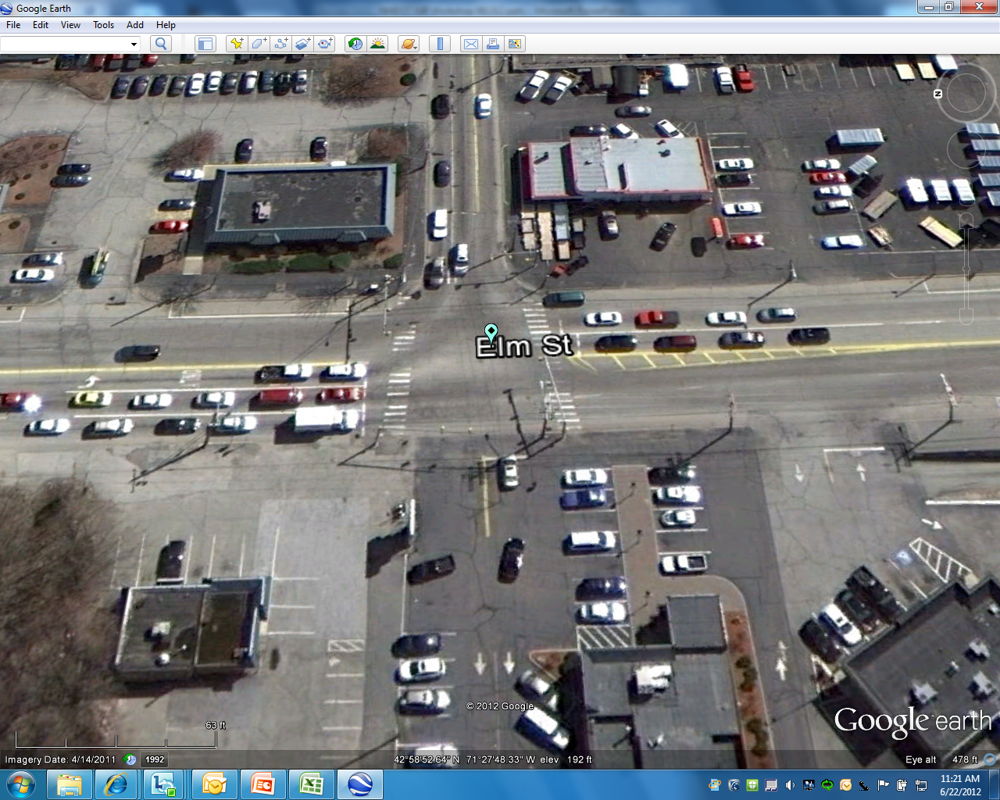 Google Earth
File Edit View Tools Add Help
N
Elm St
© 2012 Google
Google earth
63 ft
Imagery Date: 4/14/2011 1992 42°58'52.64" N 71°27'48.33" W elev 192 ft Eye alt 478 ft
11:21 AM
6/22/2012